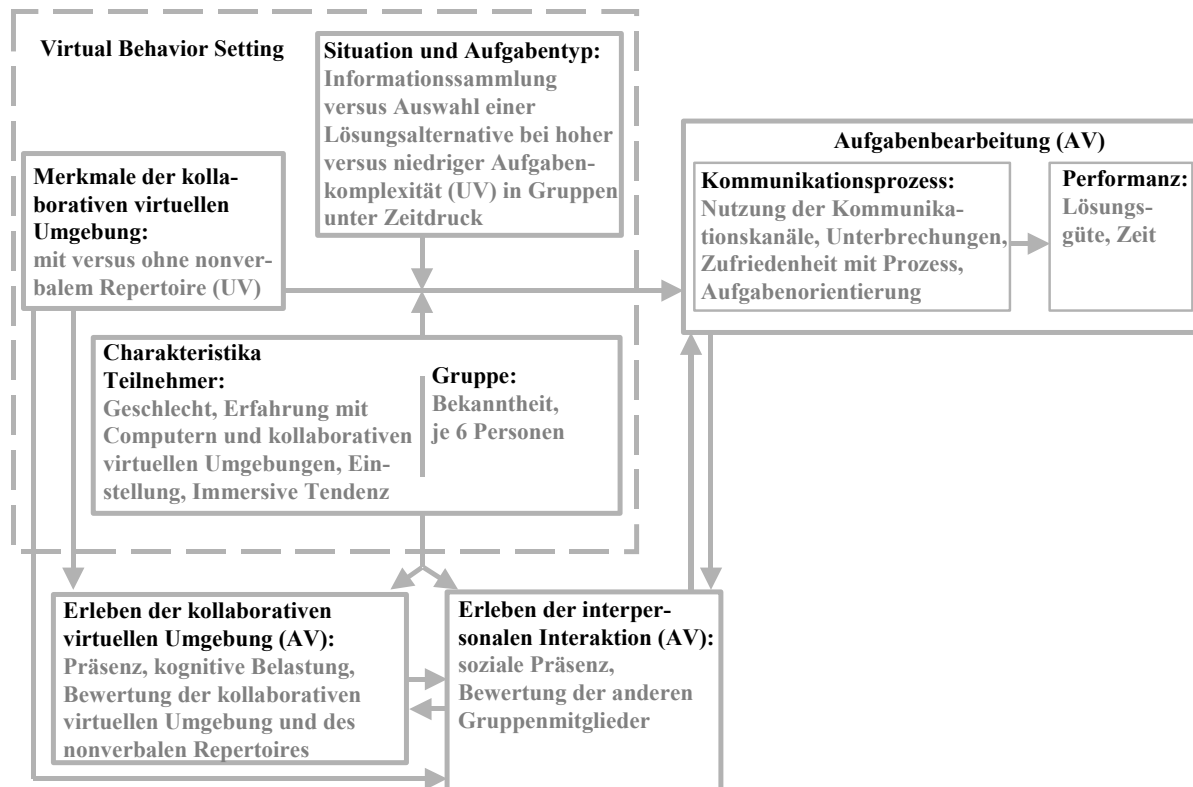 Virtual Behavior Setting
Situation und Aufgabentyp:
Informationssammlung
versus Auswahl einer
Lösungsalternative bei hoher
versus niedriger Aufgaben-
komplexität (UV) in Gruppen
unter Zeitdruck
Merkmale der kolla-
borativen virtuellen
Umgebung:
mit versus ohne nonver-
balem Repertoire (UV)
Aufgabenbearbeitung (AV)
Kommunikationsprozess:
Nutzung der Kommunika-
tionskanäle, Unterbrechungen,
Zufriedenheit mit Prozess,
Aufgabenorientierung
Performanz:
Lösungs-
güte, Zeit
Charakteristika
Teilnehmer:
Geschlecht, Erfahrung mit
Computern und kollaborativen
virtuellen Umgebungen, Ein-
stellung, Immersive Tendenz
Gruppe:
Bekanntheit,
je 6 Personen
Erleben der kollaborativen
virtuellen Umgebung (AV):
Präsenz, kognitive Belastung,
Bewertung der kollaborativen
virtuellen Umgebung und des
nonverbalen Repertoires
Erleben der interper-
sonalen Interaktion (AV):
soziale Präsenz,
Bewertung der anderen
Gruppenmitglieder